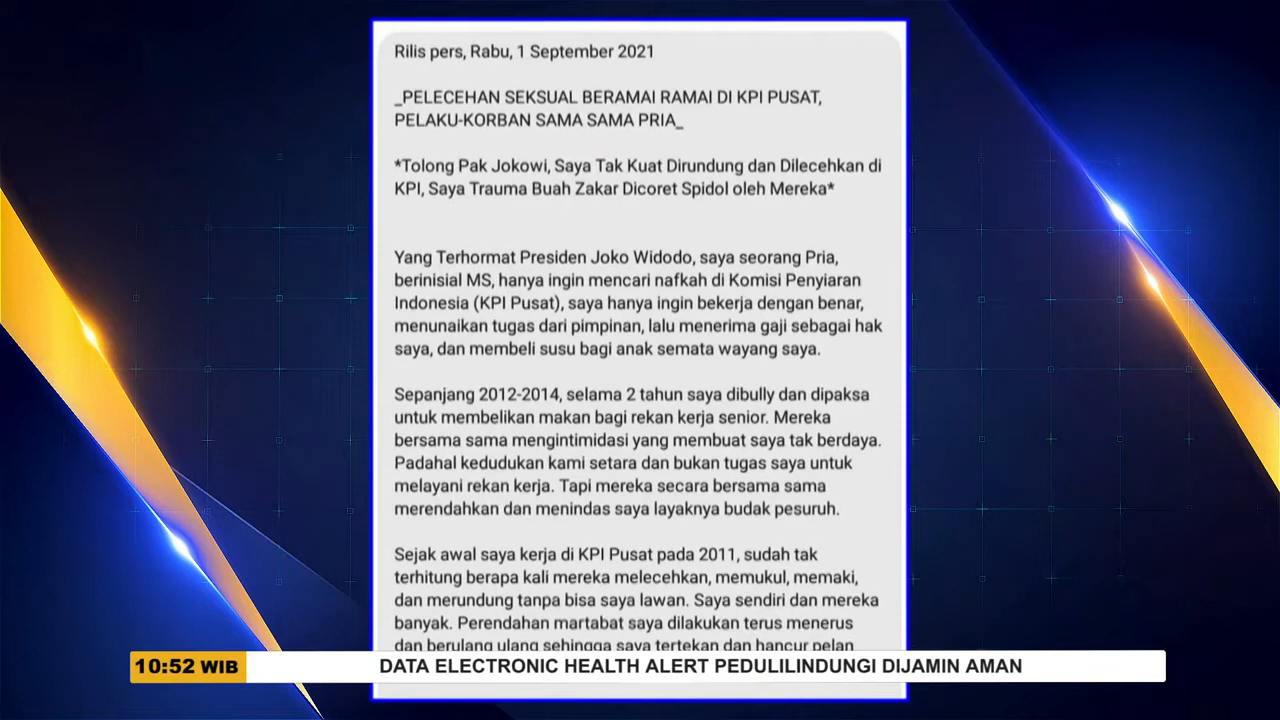 Rilis pers, Rabu, 1 September 2021
_PELECEHAN SEKSUAL BERAMAI RAMAI DI KPI PUSAT,
PELAKU-KORBAN SAMA SAMA PRIA_
*Tolong Pak Jokowi, Saya Tak Kuat Dirundung dan Dilecehkan di
KPI, Saya Trauma Buah Zakar Dicoret Spidol oleh Mereka*
Yang Terhormat Presiden Joko Widodo, saya seorang Pria,
berinisial MS, hanya ingin mencari nafkah di Komisi Penyiaran
Indonesia (KPI Pusat), saya hanya ingin bekerja dengan benar,
menunaikan tugas dari pimpinan, lalu menerima gaji sebagai hak
saya, dan membeli susu bagi anak semata wayang saya.
Sepanjang 2012-2014, selama 2 tahun saya dibully dan dipaksa
untuk membelikan makan bagi rekan kerja senior. Mereka
bersama sama mengintimidasi yang membuat saya tak berdaya.
Padahal kedudukan kami setara dan bukan tugas saya untuk
melayani rekan kerja. Tapi mereka secara bersama sama
merendahkan dan menindas saya layaknya budak pesuruh.
Sejak awal saya kerja di KPI Pusat pada 2011, sudah tak
terhitung berapa kali mereka melecehkan, memukul, memaki,
dan merundung tanpa bisa saya lawan. Saya sendiri dan mereka
banyak. Perendahan martabat saya dilakukan terus menerus
dan berulang ulang sehingga saya tertekan dan hancur pelan
10:52 WIB DATA ELECTRONIC HEALTH ALERT PEDULILINDUNGI DIJAMIN AMAN